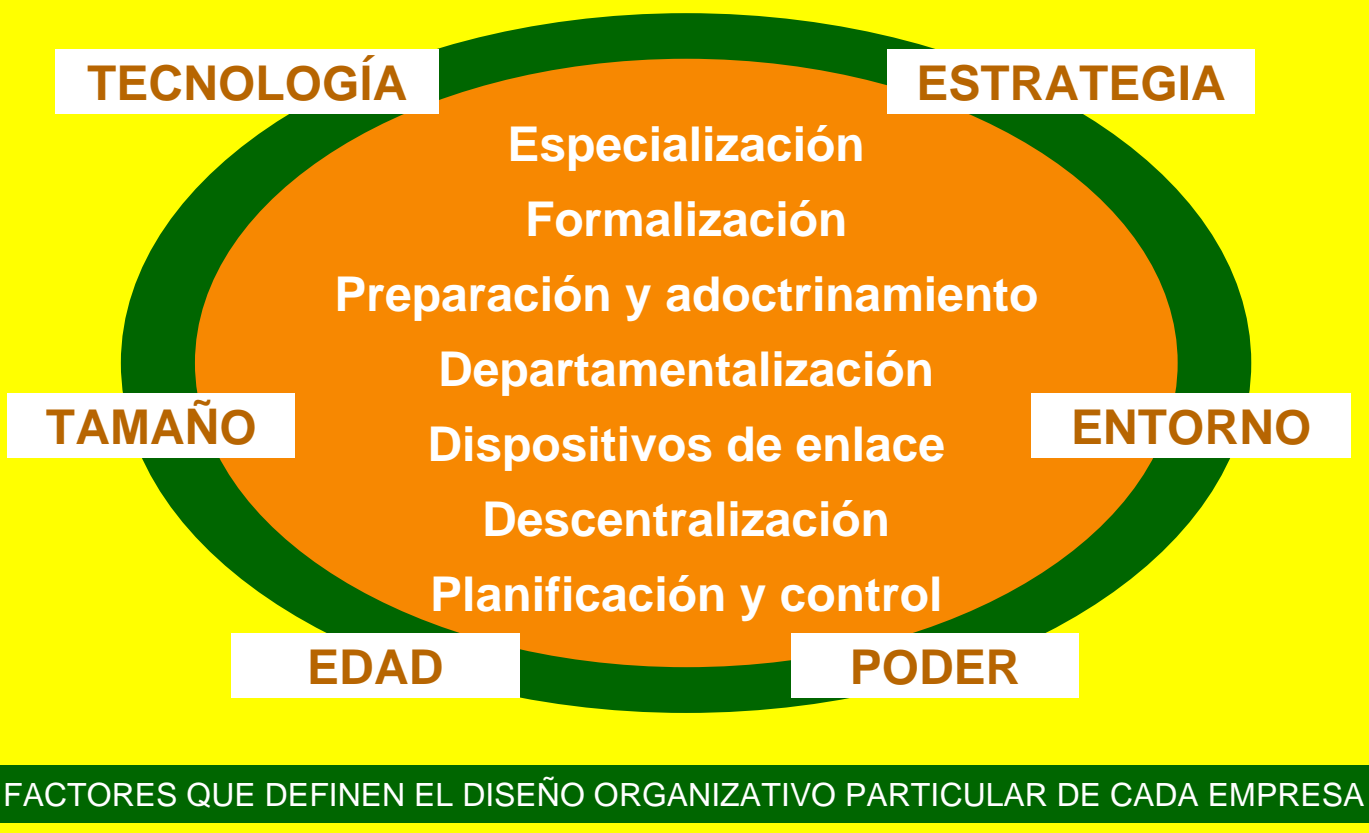 TECNOLOGÍA
ESTRATEGIA
Especialización
Formalización
Preparación y adoctrinamiento
Departamentalización
TAMAÑO
Dispositivos de enlace
ENTORNO
Descentralización
Planificación y control
EDAD
PODER
FACTORES QUE DEFINEN EL DISEÑO ORGANIZATIVO PARTICULAR DE CADA EMPRESA